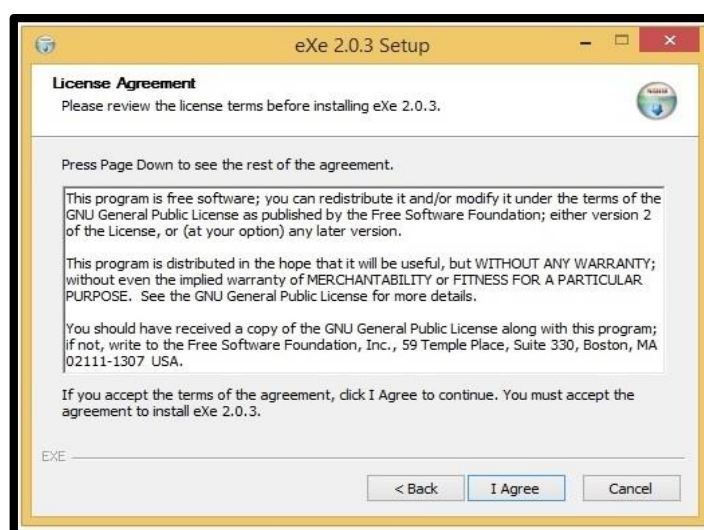 eXe 2.0.3 Setup
License Agreement
Please review the license terms before installing eXe 2.0.3.
Press Page Down to see the rest of the agreement.
This program is free software; you can redistribute it and/or modify it under the terms of the
GNU General Public License as published by the Free Software Foundation; either version 2
of the License, or (at your option) any later version.
This program is distributed in the hope that it will be useful, but WITHOUT ANY WARRANTY;
without even the implied warranty of MERCHANTABILITY or FITNESS FOR A PARTICULAR
PURPOSE.  See the GNU General Public License for more details.
You should have received a copy of the GNU General Public License along with this program;
if not, write to the Free Software Foundation, Inc., 59 Temple Place, Suite 330, Boston, MA
02111-1307 USA.
If you accept the terms of the agreement, click I Agree to continue. You must accept the
agreement to install eXe 2.0.3.
EXE
< Back I Agree Cancel